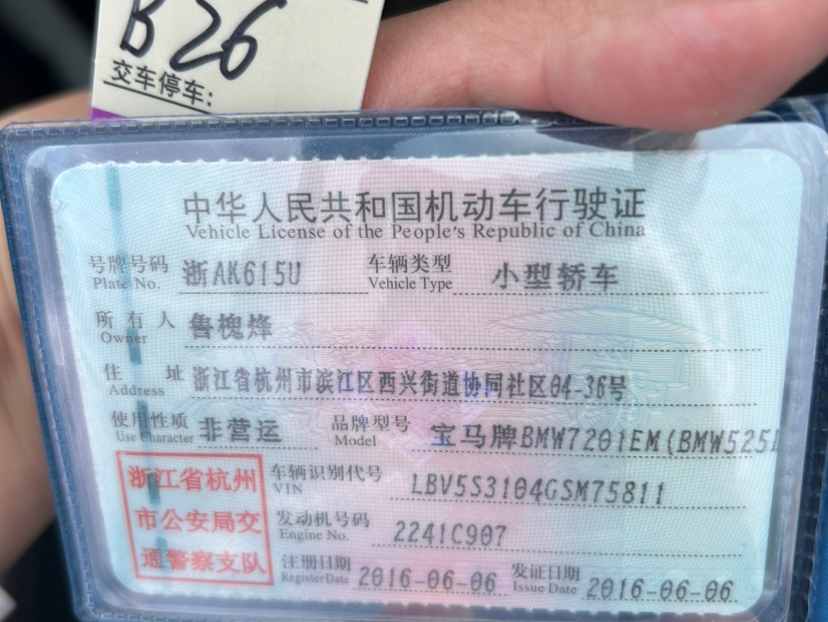 B26
交车停车:
中华人民共和国机动车行驶证
Vehicle License of the People's Republic of China
号牌号码 浙AK615U 车辆类型 小型轿车
Plate No. Vehicle Type
所有人 鲁槐烽
Owner
住址 浙江省杭州市滨江区西兴街道协同社区04-36号
Address
使用性质 非营运 品牌型号 宝马牌BMW7201EM(BMW525L
Use Character Model
浙江省杭州
市公安局交
通警察支队
车辆识别代号 LBV5S3104GSM75811
VIN
发动机号码 2241C907
Engine No.
注册日期 2016-06-06 发证日期 2016-06-06
Register Date Issue Date